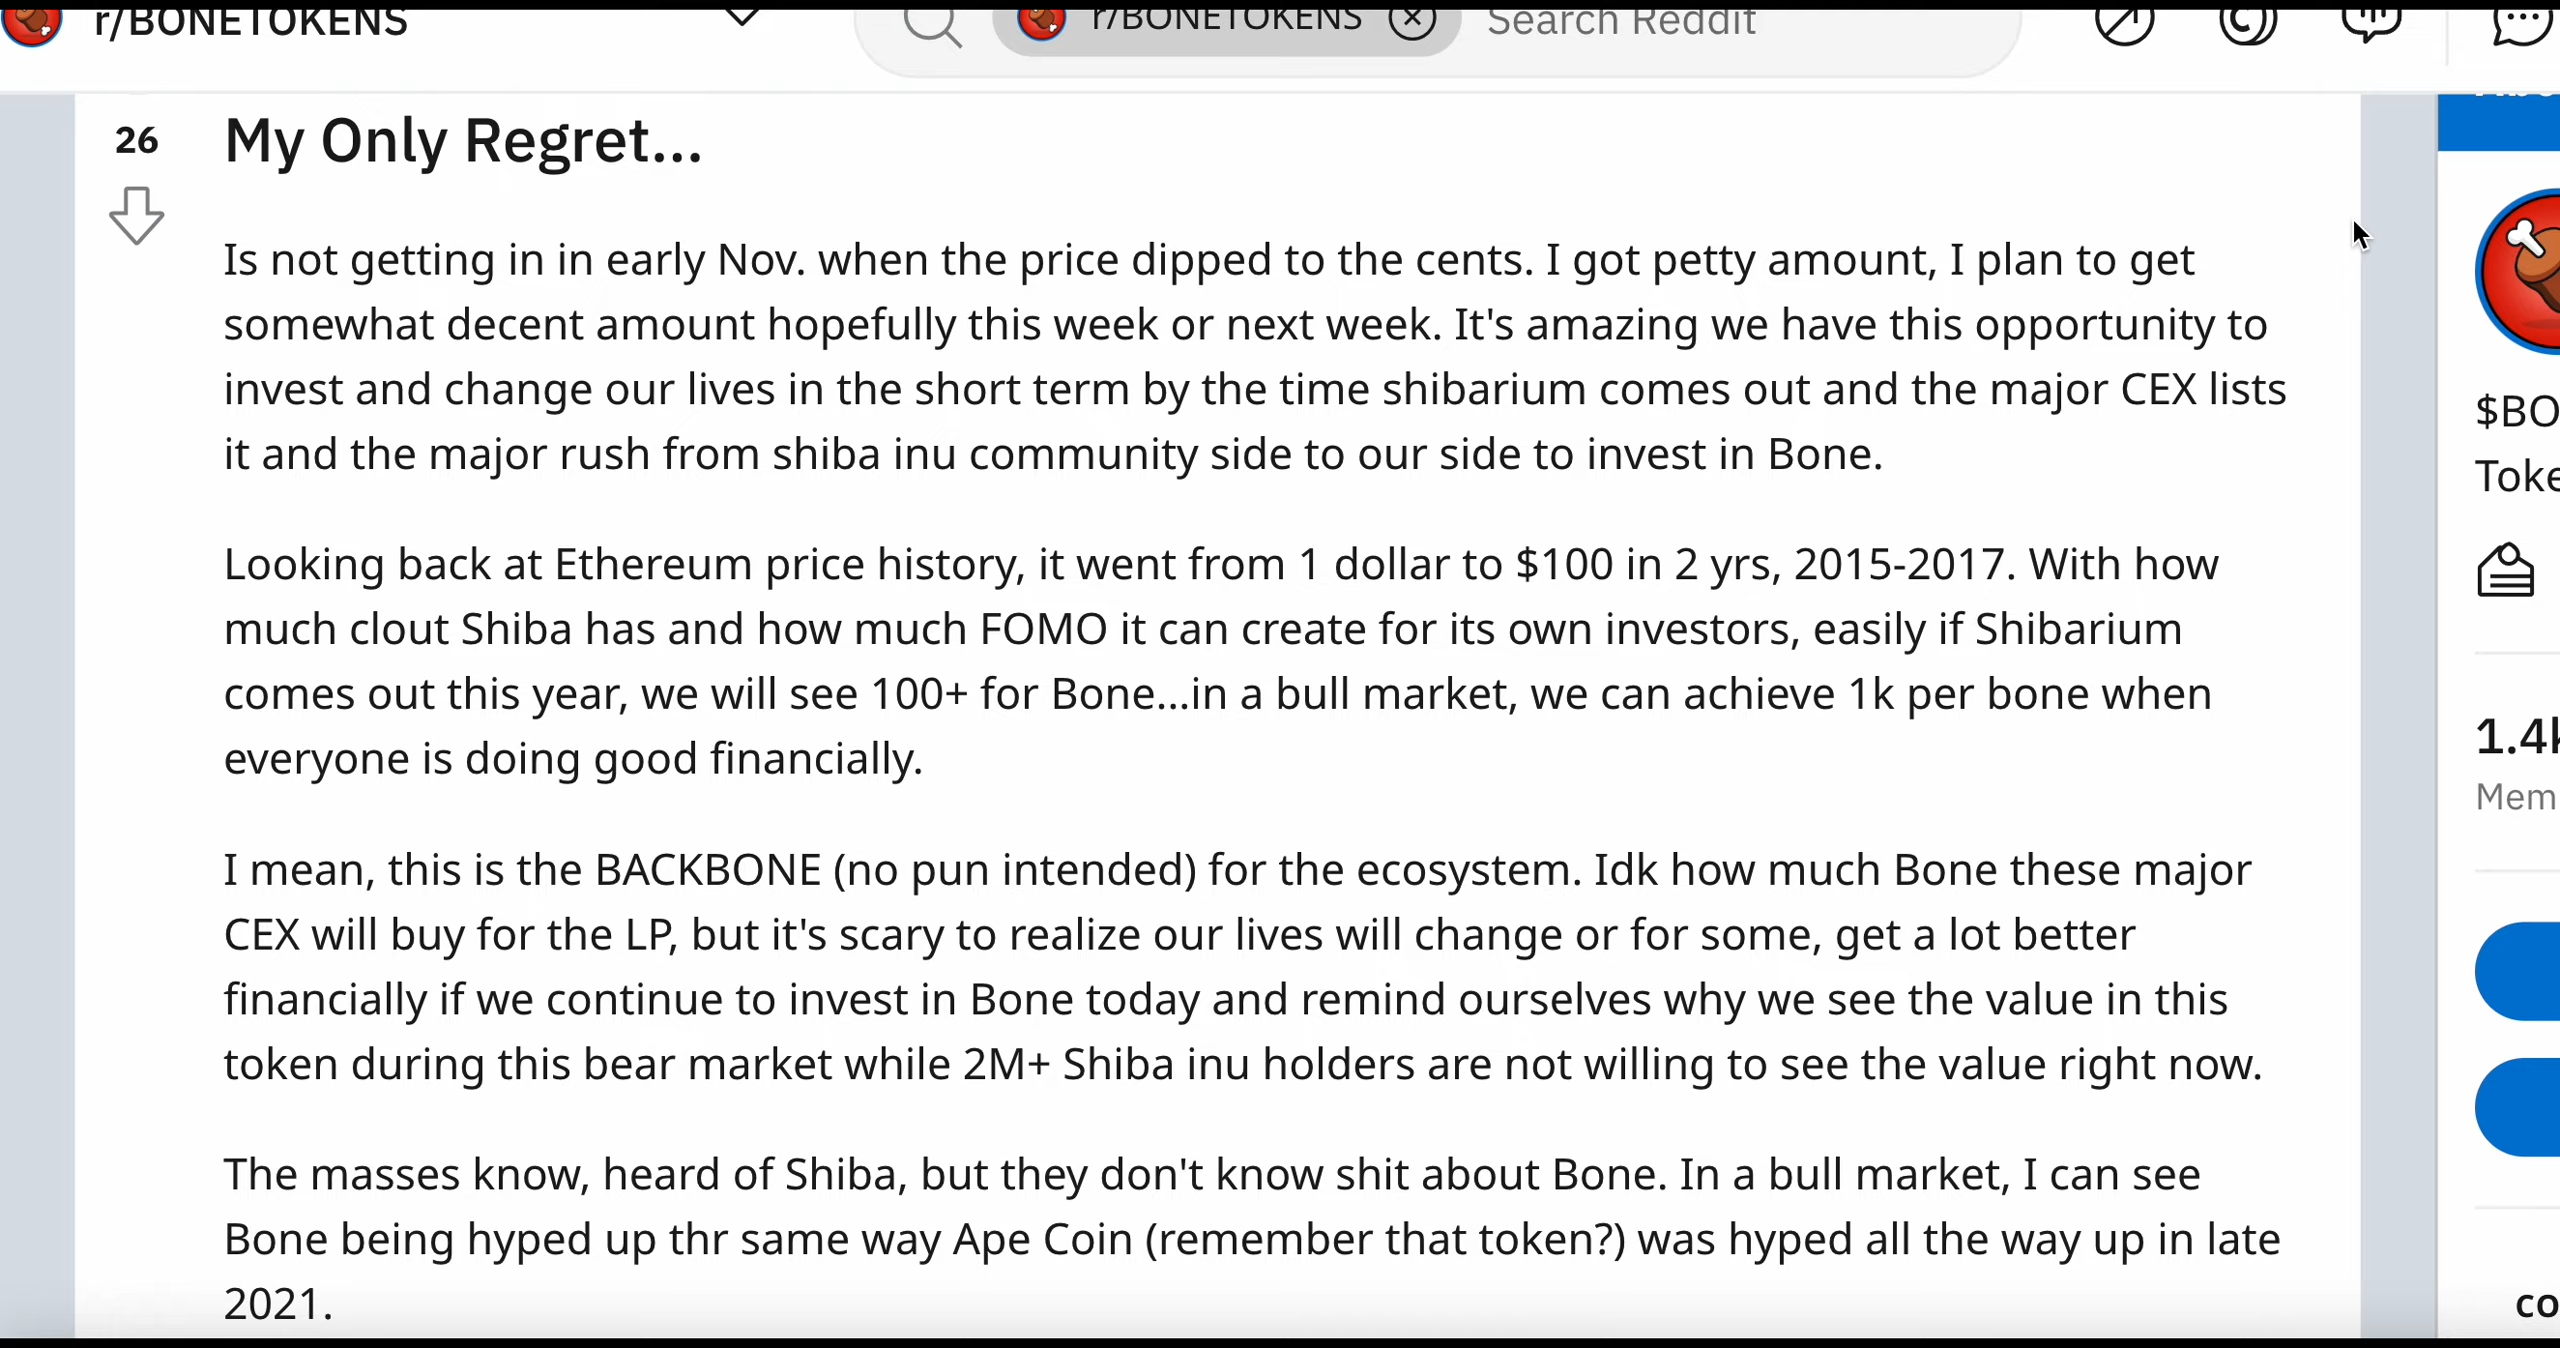 r/BONETOKENS
r/BONETOKENS
Search Reddit
26
My Only Regret...
Is not getting in in early Nov. when the price dipped to the cents. I got petty amount, I plan to get
somewhat decent amount hopefully this week or next week. It's amazing we have this opportunity to
invest and change our lives in the short term by the time shibarium comes out and the major CEX lists
it and the major rush from shiba inu community side to our side to invest in Bone.
Looking back at Ethereum price history, it went from 1 dollar to $100 in 2 yrs, 2015-2017. With how
much clout Shiba has and how much FOMO it can create for its own investors, easily if Shibarium
comes out this year, we will see 100+ for Bone...in a bull market, we can achieve 1k per bone when
everyone is doing good financially.
I mean, this is the BACKBONE (no pun intended) for the ecosystem. Idk how much Bone these major
CEX will buy for the LP, but it's scary to realize our lives will change or for some, get a lot better
financially if we continue to invest in Bone today and remind ourselves why we see the value in this
token during this bear market while 2M+ Shiba inu holders are not willing to see the value right now.
The masses know, heard of Shiba, but they don't know shit about Bone. In a bull market, I can see
Bone being hyped up thr same way Ape Coin (remember that token?) was hyped all the way up in late
2021.
$BO
Toke
1.4k
Mem
co